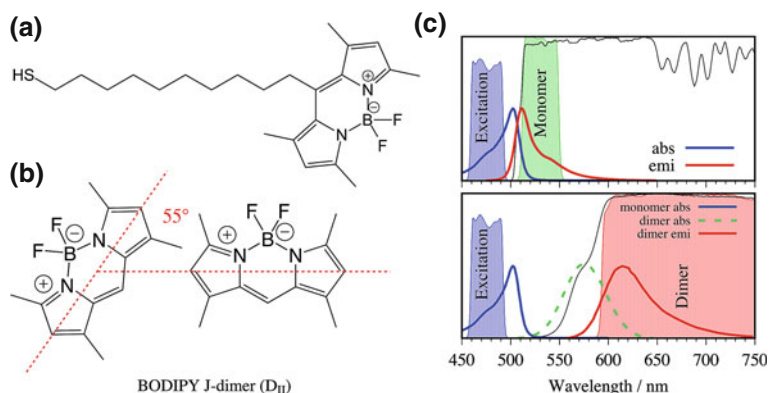 (a)
HS
N
⊕
⊖
B
F
N
F
(b)
F
F
B
⊖
N
N
⊕
55°
F
F
B
⊕
⊖
N
N
BODIPY J-dimer (D_II)
(c)
Excitation
Monomer
abs
emi
Excitation
monomer abs
dimer abs
dimer emi
Dimer
450 500 550 600 650 700 750
Wavelength / nm